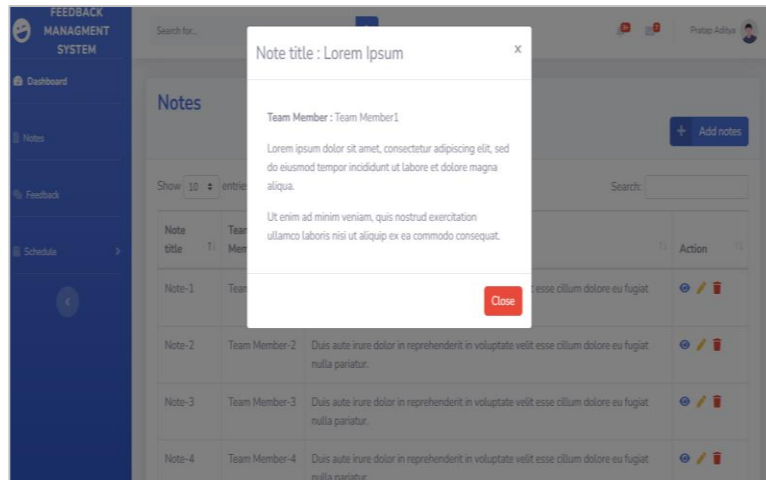 FEEDBACK
MANAGMENT
SYSTEM
Search for...
Pratap Aditya
Dashboard
Notes
Feedback
Schedule
Note title : Lorem Ipsum
x
Team Member : Team Member1
Lorem ipsum dolor sit amet, consectetur adipiscing elit, sed
do eiusmod tempor incididunt ut labore et dolore magna
aliqua.
Ut enim ad minim veniam, quis nostrud exercitation
ullamco laboris nisi ut aliquip ex ea commodo consequat.
Close
Notes
+ Add notes
Show 10 entrie
Search:
Note
title
Tear
Mem
Action
Note-1
Tear
t esse cillum dolore eu fugiat
Note-2 Team Member-2 Duis aute irure dolor in reprehenderit in voluptate velit esse cillum dolore eu fugiat
nulla pariatur.
Note-3 Team Member-3 Duis aute irure dolor in reprehenderit in voluptate velit esse cillum dolore eu fugiat
nulla pariatur.
Note-4 Team Member-4 Duis aute irure dolor in reprehenderit in voluptate velit esse cillum dolore eu fugiat
nulla pariatur.